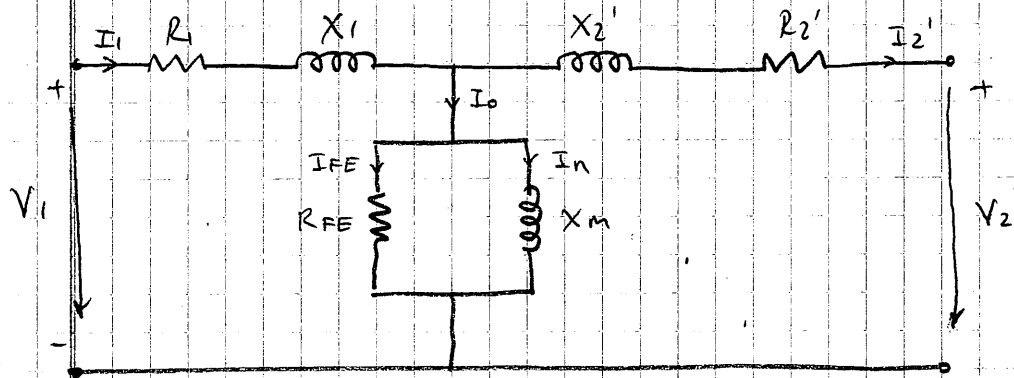 I1 R1 X1 X2' R2' I2'
+ I0 +
IFE In
V1 RFE Xm V2
-